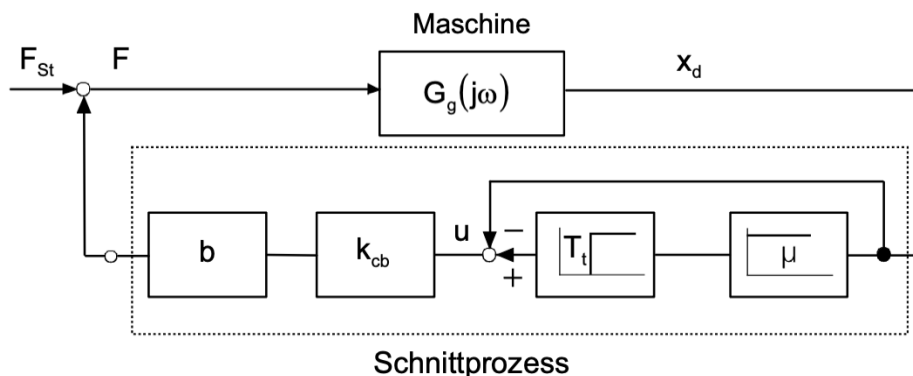 Maschine
F_St F x_d
G_g(jω)
b k_cb u − + T_t μ
Schnittprozess